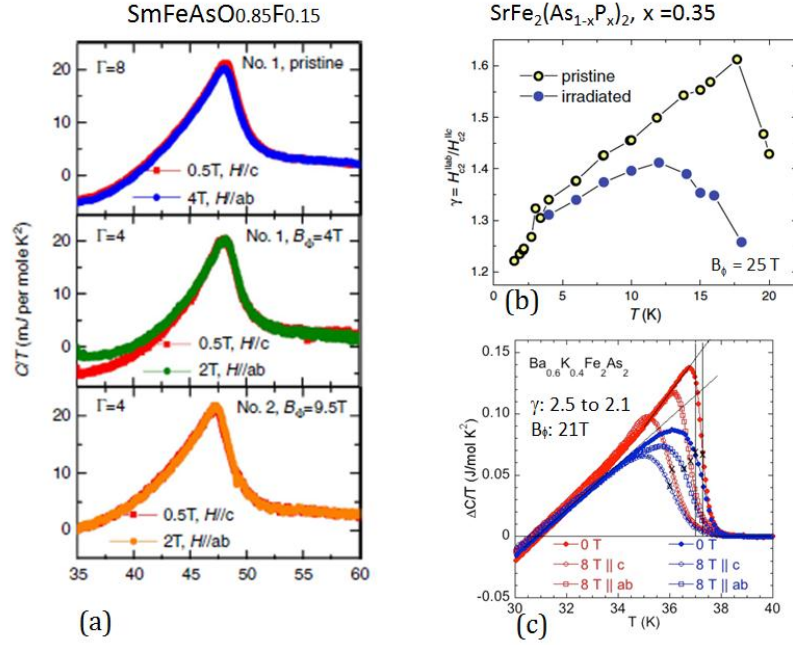 SmFeAsO0.85F0.15
20
10
0
Γ=8
No. 1, pristine
0.5T, H//c
4T, H//ab
C/T (mJ per mole K²)
20
10
0
Γ=4
No. 1, BΦ=4T
0.5T, H//c
2T, H//ab
20
10
0
Γ=4
No. 2, BΦ=9.5T
0.5T, H//c
2T, H//ab
35 40 45 50 55 60
(a)
SrFe₂(As₁₋ₓPₓ)₂, x =0.35
γ = H_c2^||ab/H_c2^||c
1.6
1.5
1.4
1.3
1.2
pristine
irradiated
BΦ = 25 T
0 5 10 15 20
T (K)
(b)
ΔC/T (J/mol K²)
0.15
0.10
0.05
0
-0.05
Ba₀.₆K₀.₄Fe₂As₂
γ: 2.5 to 2.1
BΦ: 21T
0 T 0 T
8 T || c 8 T || c
8 T || ab 8 T || ab
30 32 34 36 38 40
T (K)
(c)